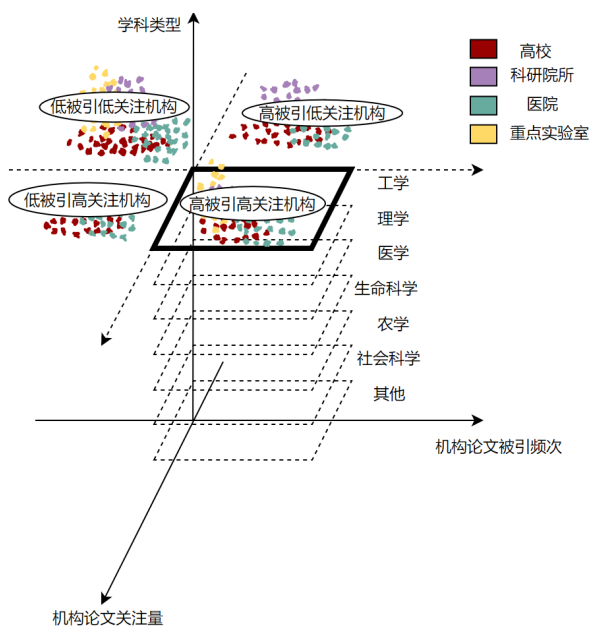 学科类型
高校
科研院所
医院
重点实验室
低被引低关注机构
高被引低关注机构
低被引高关注机构
高被引高关注机构
工学
理学
医学
生命科学
农学
社会科学
其他
机构论文被引频次
机构论文关注量